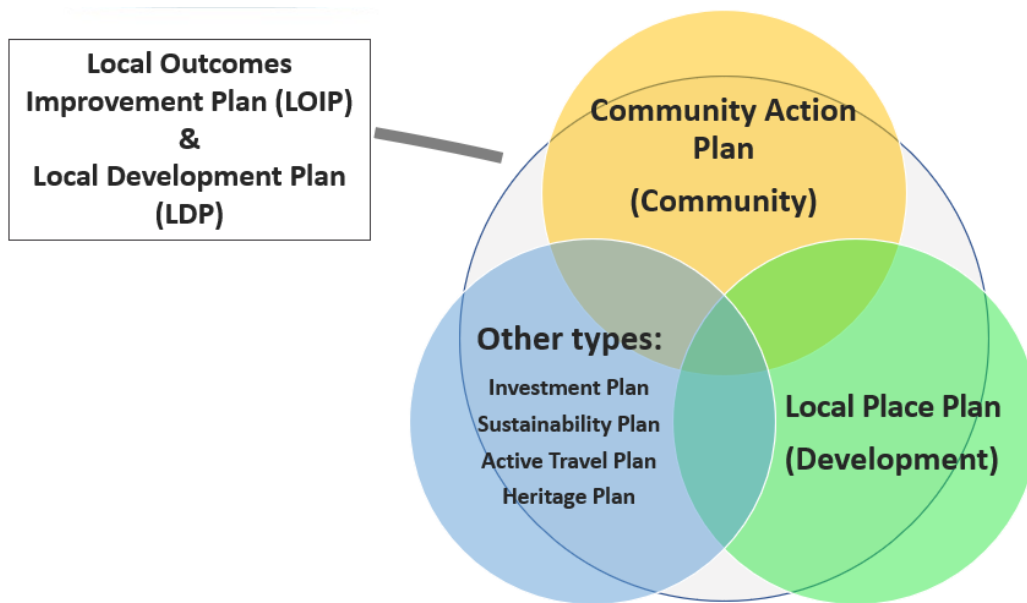 Local Outcomes
Improvement Plan (LOIP)
&
Local Development Plan
(LDP)
Community Action
Plan
(Community)
Other types:
Investment Plan
Sustainability Plan
Active Travel Plan
Heritage Plan
Local Place Plan
(Development)